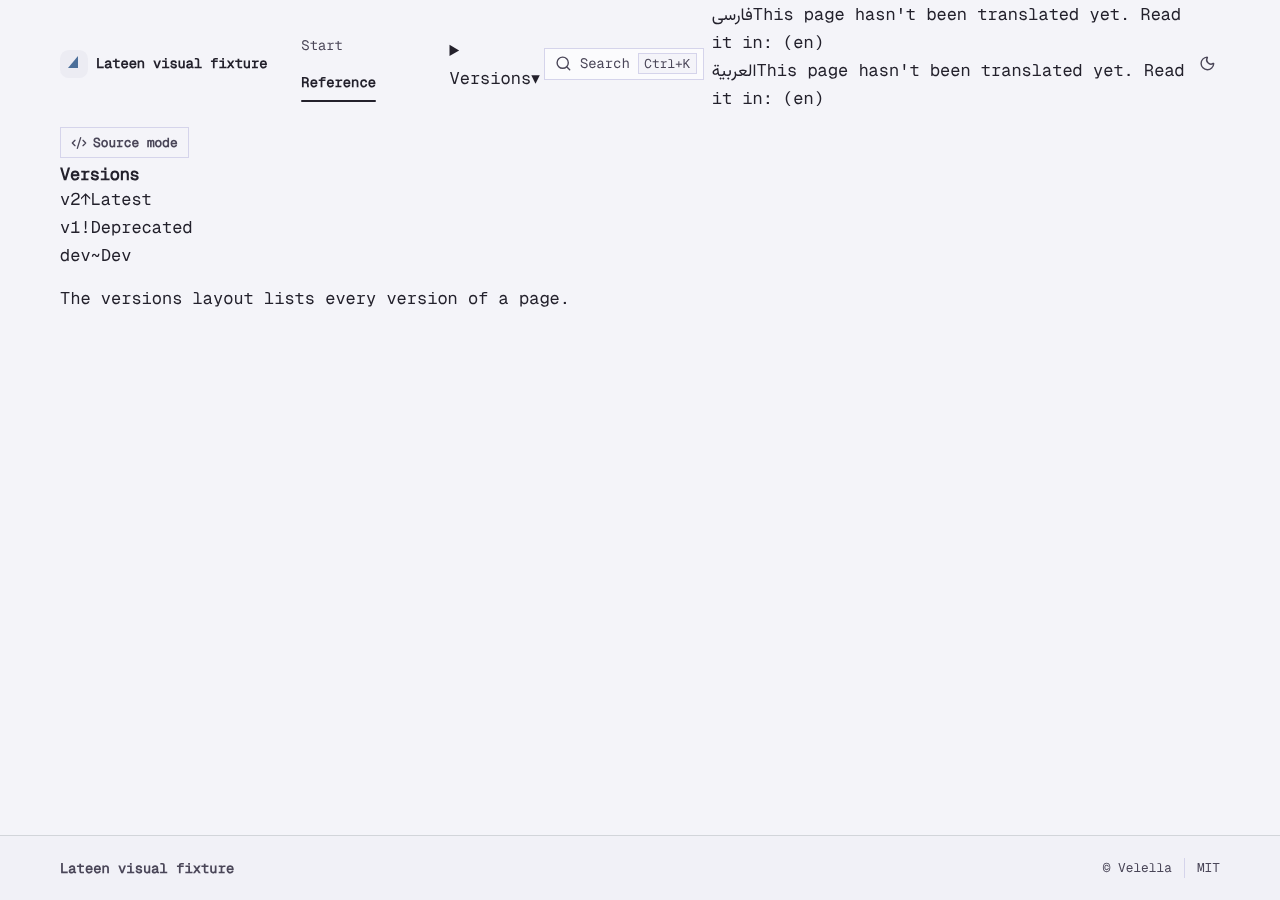 Lateen visual fixture
Start
Reference
▶
Versions▾
Search Ctrl+K
فارسیThis page hasn't been translated yet. Read
it in: (en)
العربيةThis page hasn't been translated yet. Read
it in: (en)
Source mode
Versions
v2↑Latest
v1!Deprecated
dev~Dev
The versions layout lists every version of a page.
Lateen visual fixture
© Velella
MIT